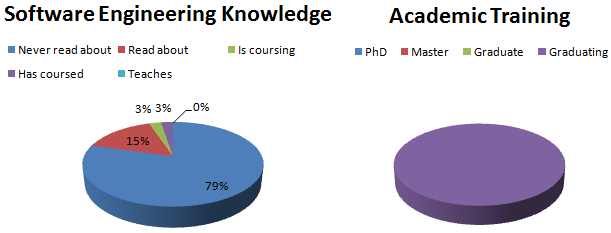 Software Engineering Knowledge
Never read about Read about Is coursing
Has coursed Teaches
3% 3% 0%
15%
79%
Academic Training
PhD Master Graduate Graduating